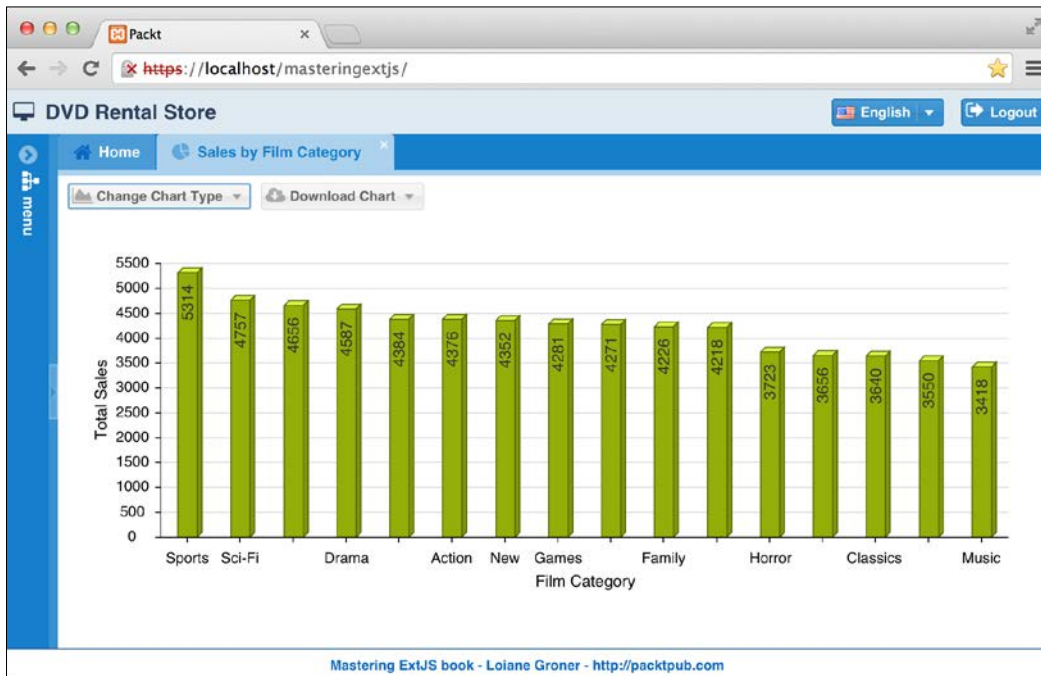 Packt
https://localhost/masteringextjs/
DVD Rental Store
English
Logout
Home
Sales by Film Category
menu
Change Chart Type
Download Chart
Total Sales
5500
5000
4500
4000
3500
3000
2500
2000
1500
1000
500
0
5314
4757
4656
4587
4384
4376
4352
4281
4271
4226
4218
3723
3656
3640
3550
3418
Sports Sci-Fi Drama Action New Games Family Horror Classics Music
Film Category
Mastering ExtJS book - Loiane Groner - http://packtpub.com